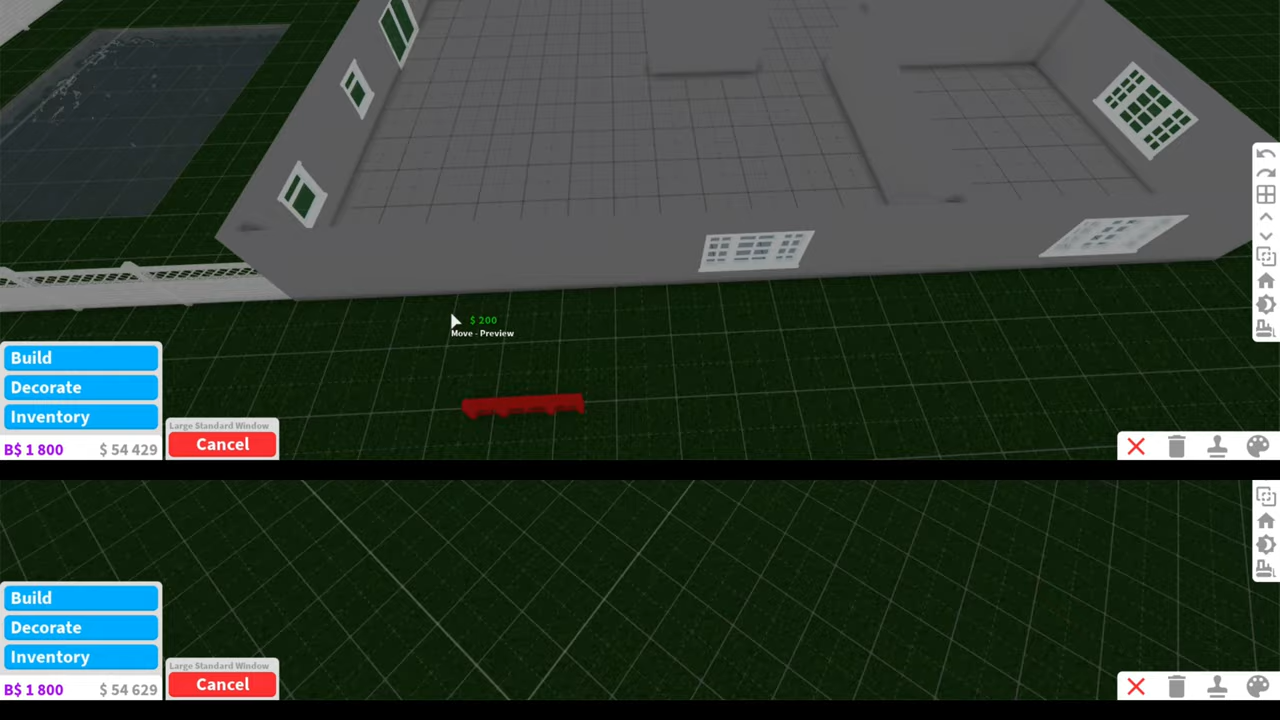 $ 200
Move - Preview
Build
Decorate
Inventory
B$ 1 800
$ 54 429
Large Standard Window
Cancel
Build
Decorate
Inventory
B$ 1 800
$ 54 629
Large Standard Window
Cancel